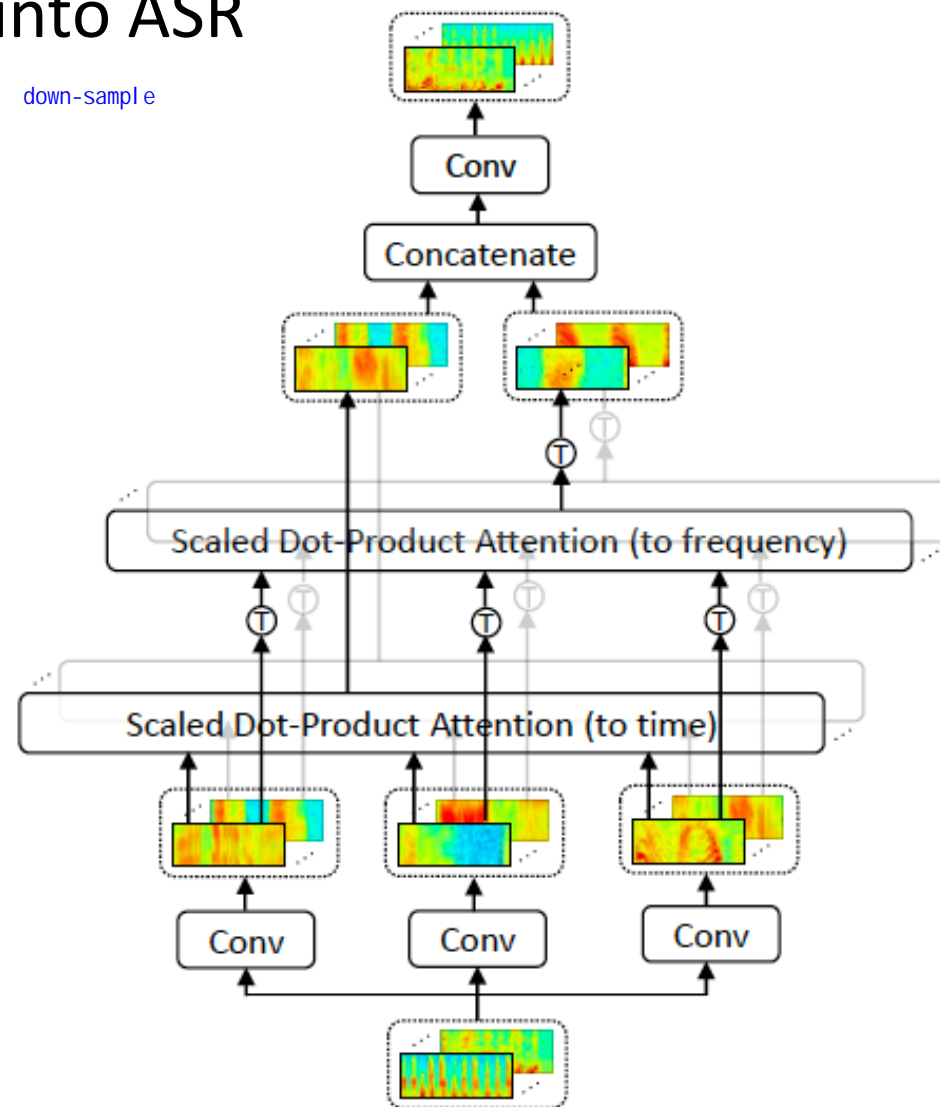 into ASR
down-sample
Conv
Concatenate
T
T
Scaled Dot-Product Attention (to frequency)
T
T
T
T
T
T
Scaled Dot-Product Attention (to time)
Conv
Conv
Conv